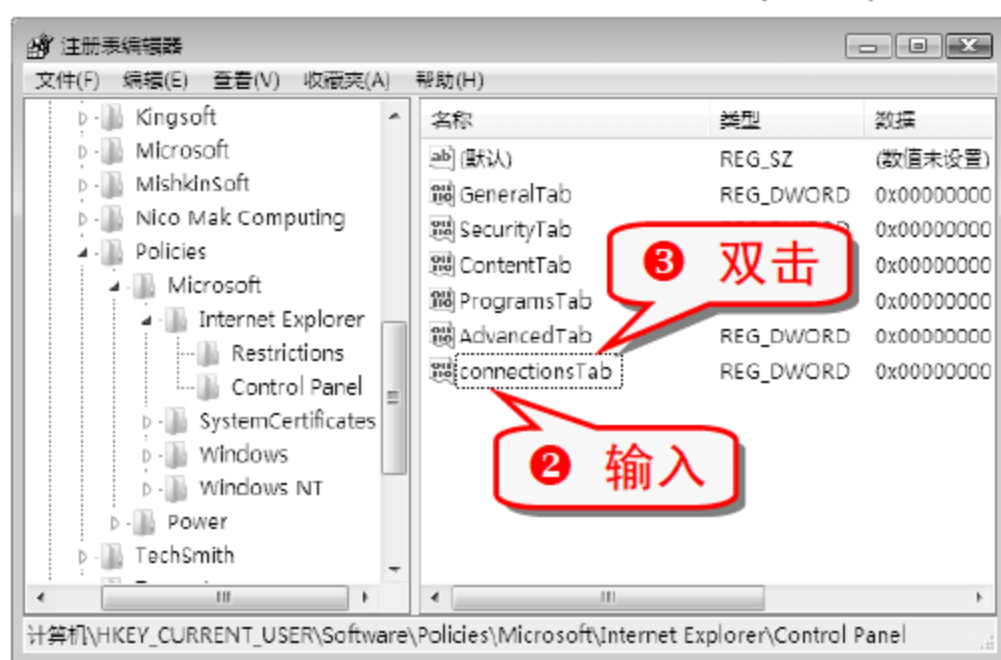 注册表编辑器
文件(F) 编辑(E) 查看(V) 收藏夹(A) 帮助(H)
Kingsoft
Microsoft
MishkinSoft
Nico Mak Computing
Policies
Microsoft
Internet Explorer
Restrictions
Control Panel
SystemCertificates
Windows
Windows NT
Power
TechSmith
名称 类型 数据
(默认) REG_SZ (数值未设置)
GeneralTab REG_DWORD 0x00000000
SecurityTab 0x00000000
ContentTab 0x00000000
ProgramsTab 0x00000000
AdvancedTab REG_DWORD 0x00000000
connectionsTab REG_DWORD 0x00000000
❸ 双击
❷ 输入
计算机\HKEY_CURRENT_USER\Software\Policies\Microsoft\Internet Explorer\Control Panel